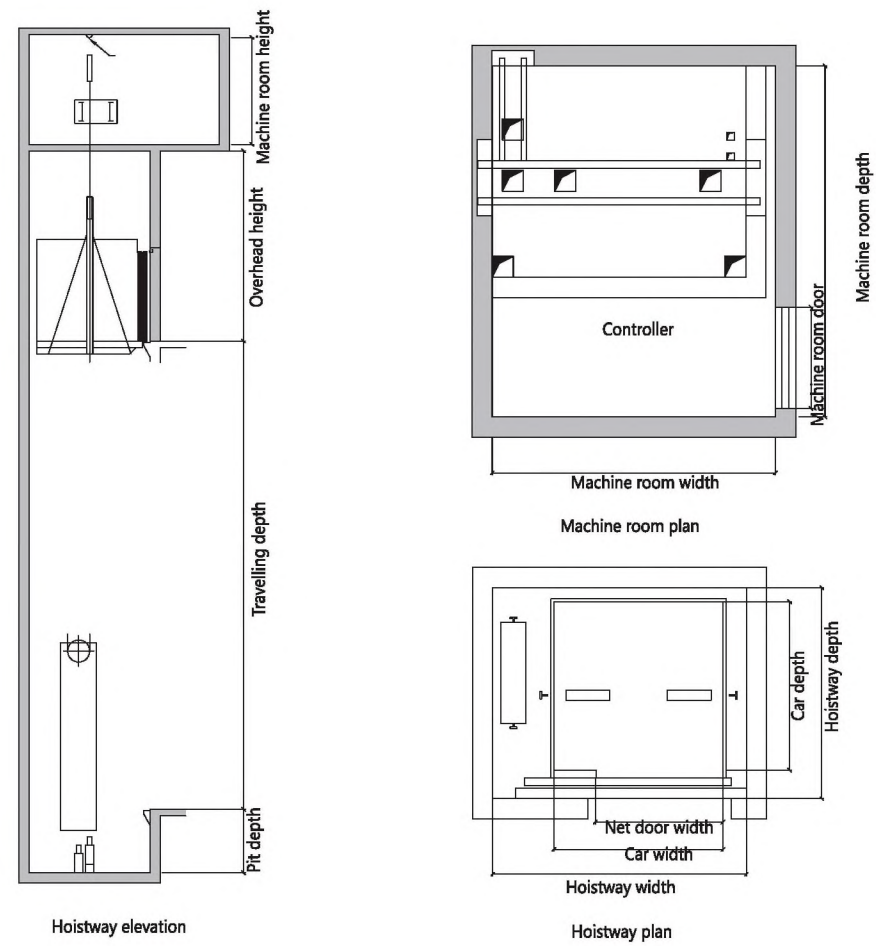 Machine room height
Overhead height
Travelling depth
Pit depth
Hoistway elevation
Controller
Machine room door
Machine room depth
Machine room width
Machine room plan
Car depth
Hoistway depth
Net door width
Car width
Hoistway width
Hoistway plan